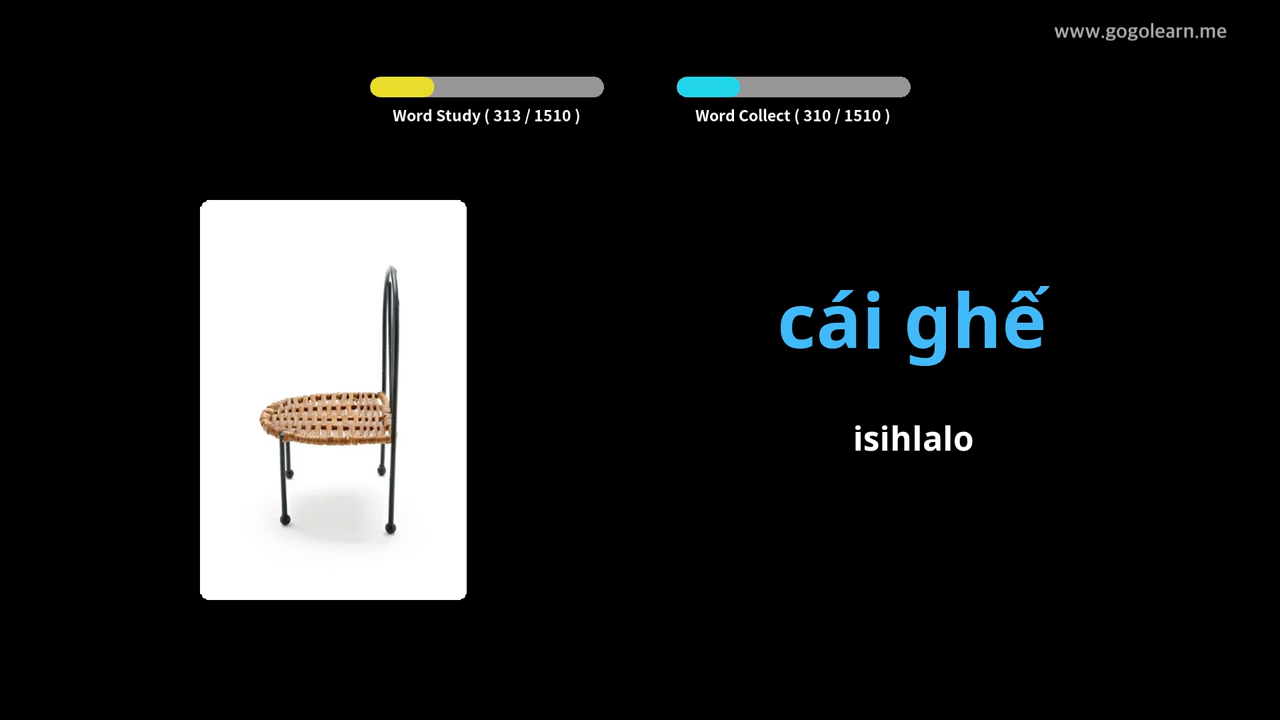 www.gogolearn.me
Word Study ( 313 / 1510 )
Word Collect ( 310 / 1510 )
cái ghế
isihlalo